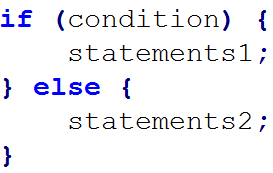 if (condition) {
    statements1;
} else {
    statements2;
}